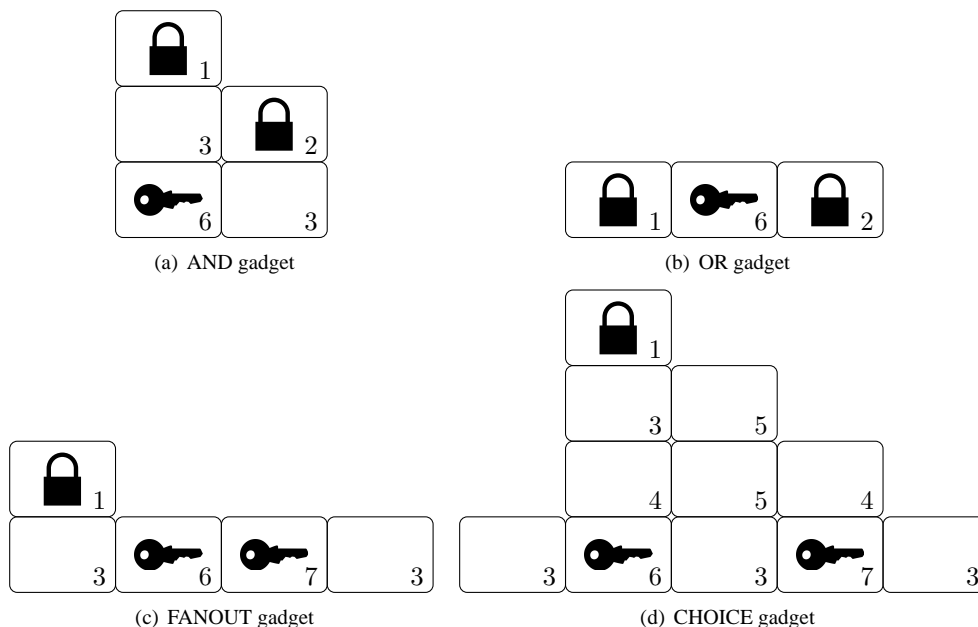 1
3 2
6 3
(a) AND gadget
1 6 2
(b) OR gadget
1
3 6 7 3
(c) FANOUT gadget
1
3 5
4 5 4
3 6 3 7 3
(d) CHOICE gadget